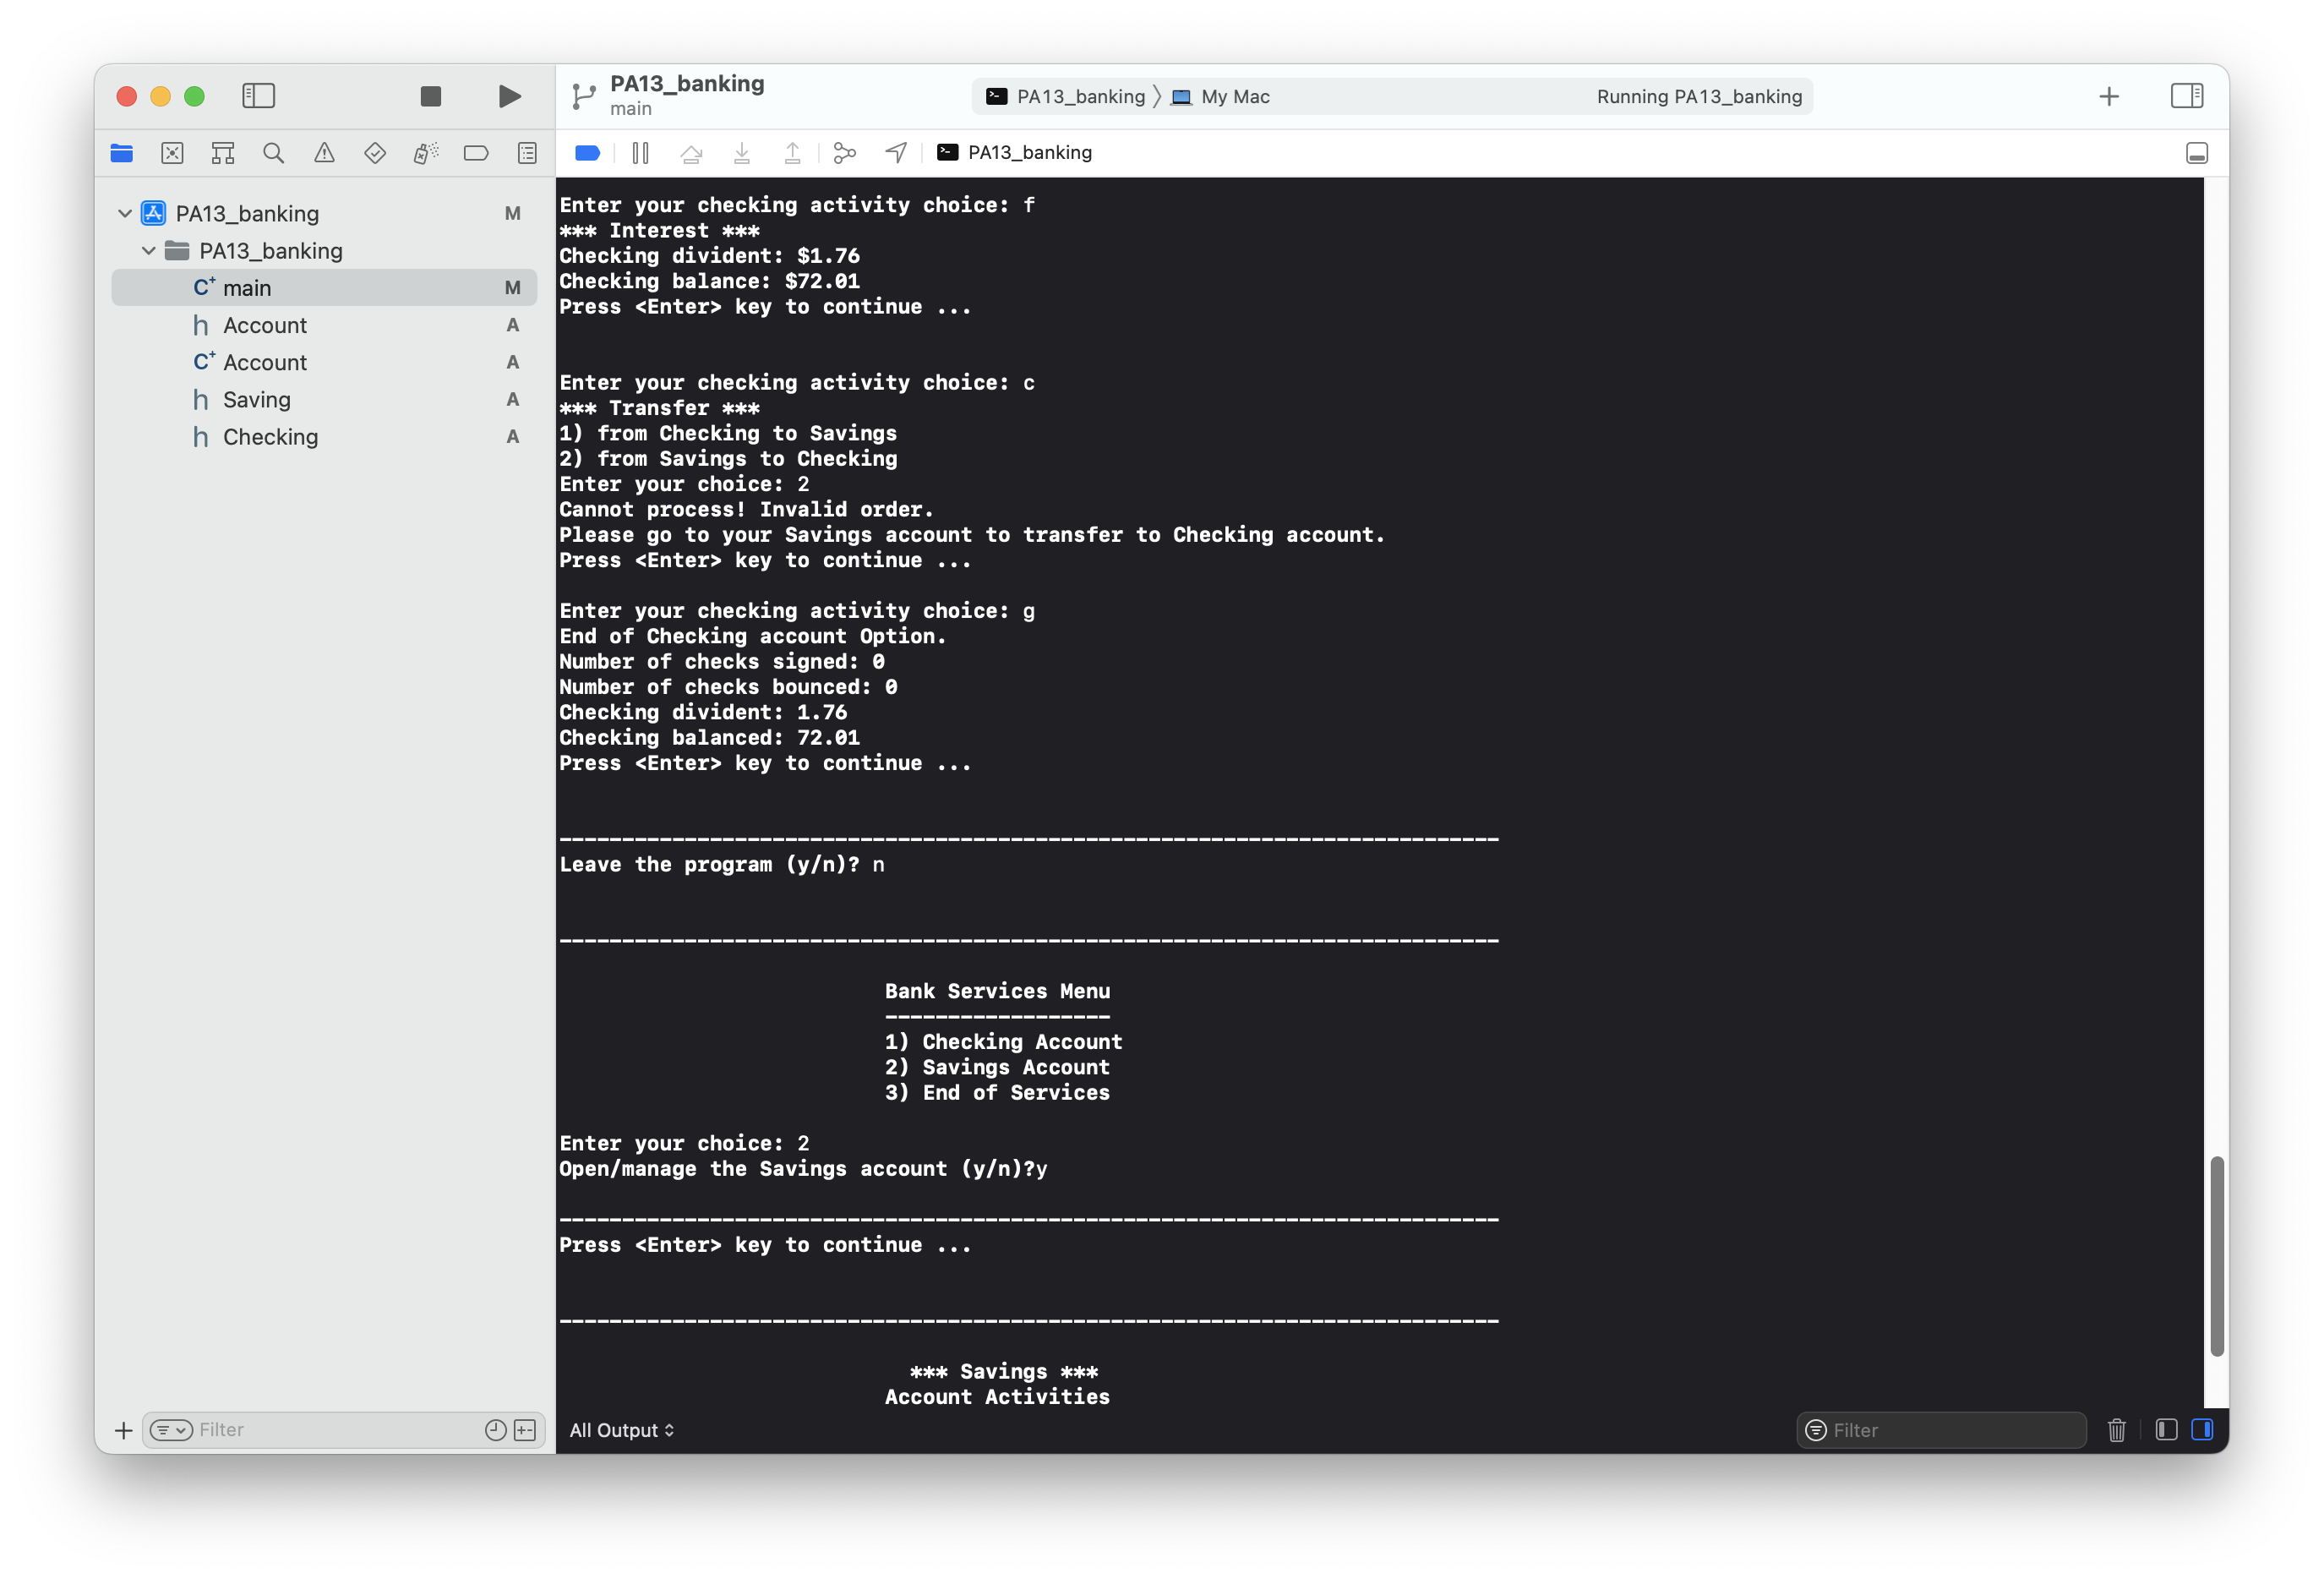 PA13_banking
main
PA13_banking
My Mac
Running PA13_banking
PA13_banking
PA13_banking M
PA13_banking
main M
h Account A
Account A
h Saving A
h Checking A
Enter your checking activity choice: f
*** Interest ***
Checking divident: $1.76
Checking balance: $72.01
Press <Enter> key to continue ...
Enter your checking activity choice: c
*** Transfer ***
1) from Checking to Savings
2) from Savings to Checking
Enter your choice: 2
Cannot process! Invalid order.
Please go to your Savings account to transfer to Checking account.
Press <Enter> key to continue ...
Enter your checking activity choice: g
End of Checking account Option.
Number of checks signed: 0
Number of checks bounced: 0
Checking divident: 1.76
Checking balanced: 72.01
Press <Enter> key to continue ...
---------------------------------------------------------------------------
Leave the program (y/n)? n
---------------------------------------------------------------------------
Bank Services Menu
------------------
1) Checking Account
2) Savings Account
3) End of Services
Enter your choice: 2
Open/manage the Savings account (y/n)?y
---------------------------------------------------------------------------
Press <Enter> key to continue ...
---------------------------------------------------------------------------
*** Savings ***
Account Activities
Filter
All Output
Filter